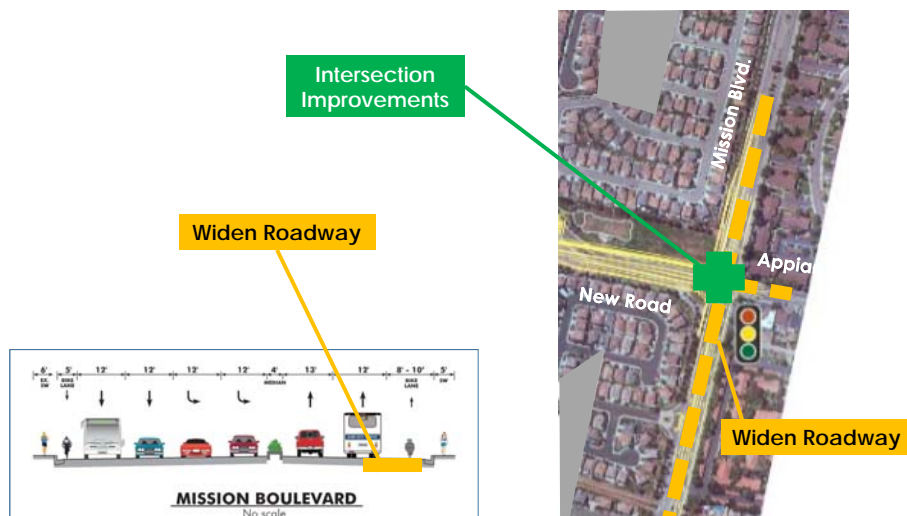 Intersection
Improvements
Mission Blvd.
Widen Roadway
Appia
New Road
6' 5' 12' 12' 12' 12' 4' 13' 12' 8' - 10' 5'
EX. SW BIKE LANE MEDIAN BIKE LANE SW
Widen Roadway
MISSION BOULEVARD
No scale